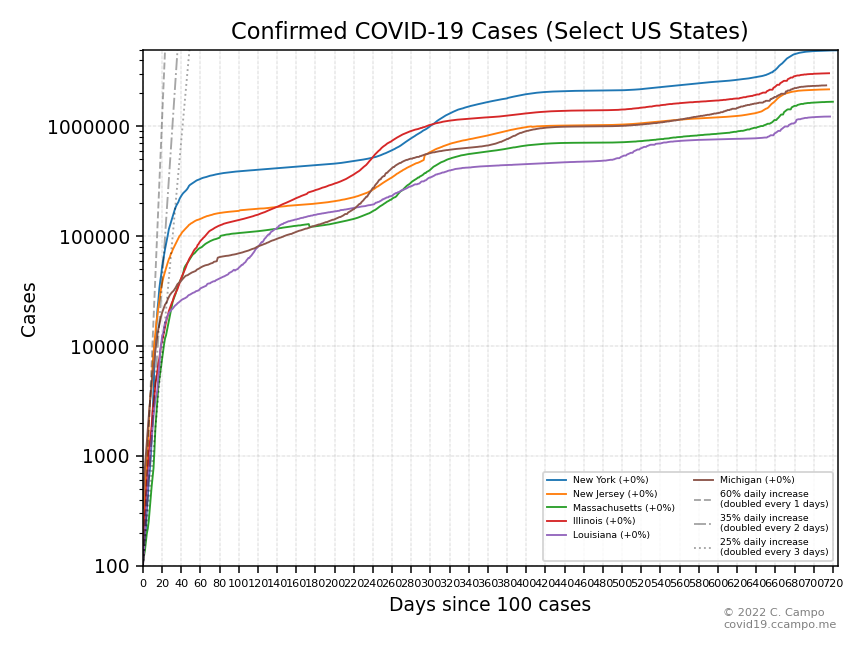 Confirmed COVID-19 Cases (Select US States)
Cases
1000000
100000
10000
1000
100
0 20 40 60 80 100 120 140 160 180 200 220 240 260 280 300 320 340 360 380 400 420 440 460 480 500 520 540 560 580 600 620 640 660 680 700 720
Days since 100 cases
New York (+0%)
New Jersey (+0%)
Massachusetts (+0%)
Illinois (+0%)
Louisiana (+0%)
Michigan (+0%)
60% daily increase
(doubled every 1 days)
35% daily increase
(doubled every 2 days)
25% daily increase
(doubled every 3 days)
© 2022 C. Campo
covid19.ccampo.me